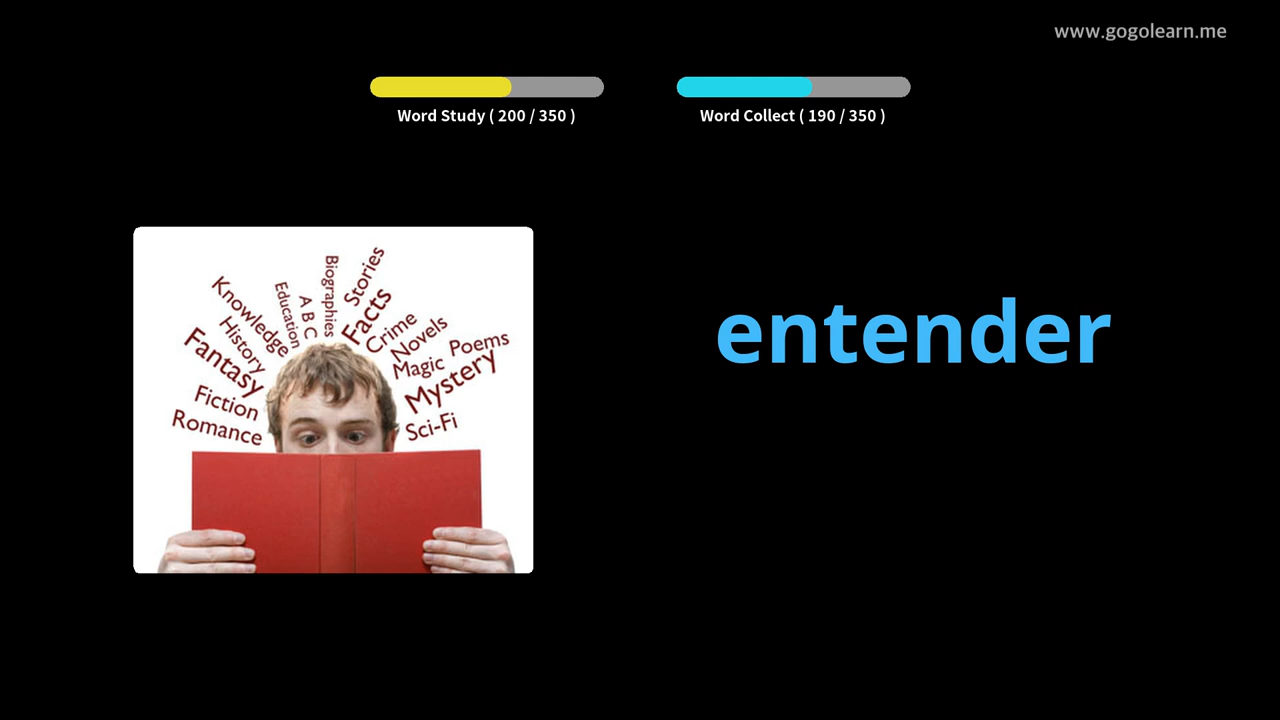 www.gogolearn.me
Word Study ( 200 / 350 )
Word Collect ( 190 / 350 )
entender
Biographies
Stories
Education
A B C
Facts
Knowledge
History
Crime
Novels
Poems
Fantasy
Magic
Mystery
Fiction
Romance
Sci-Fi